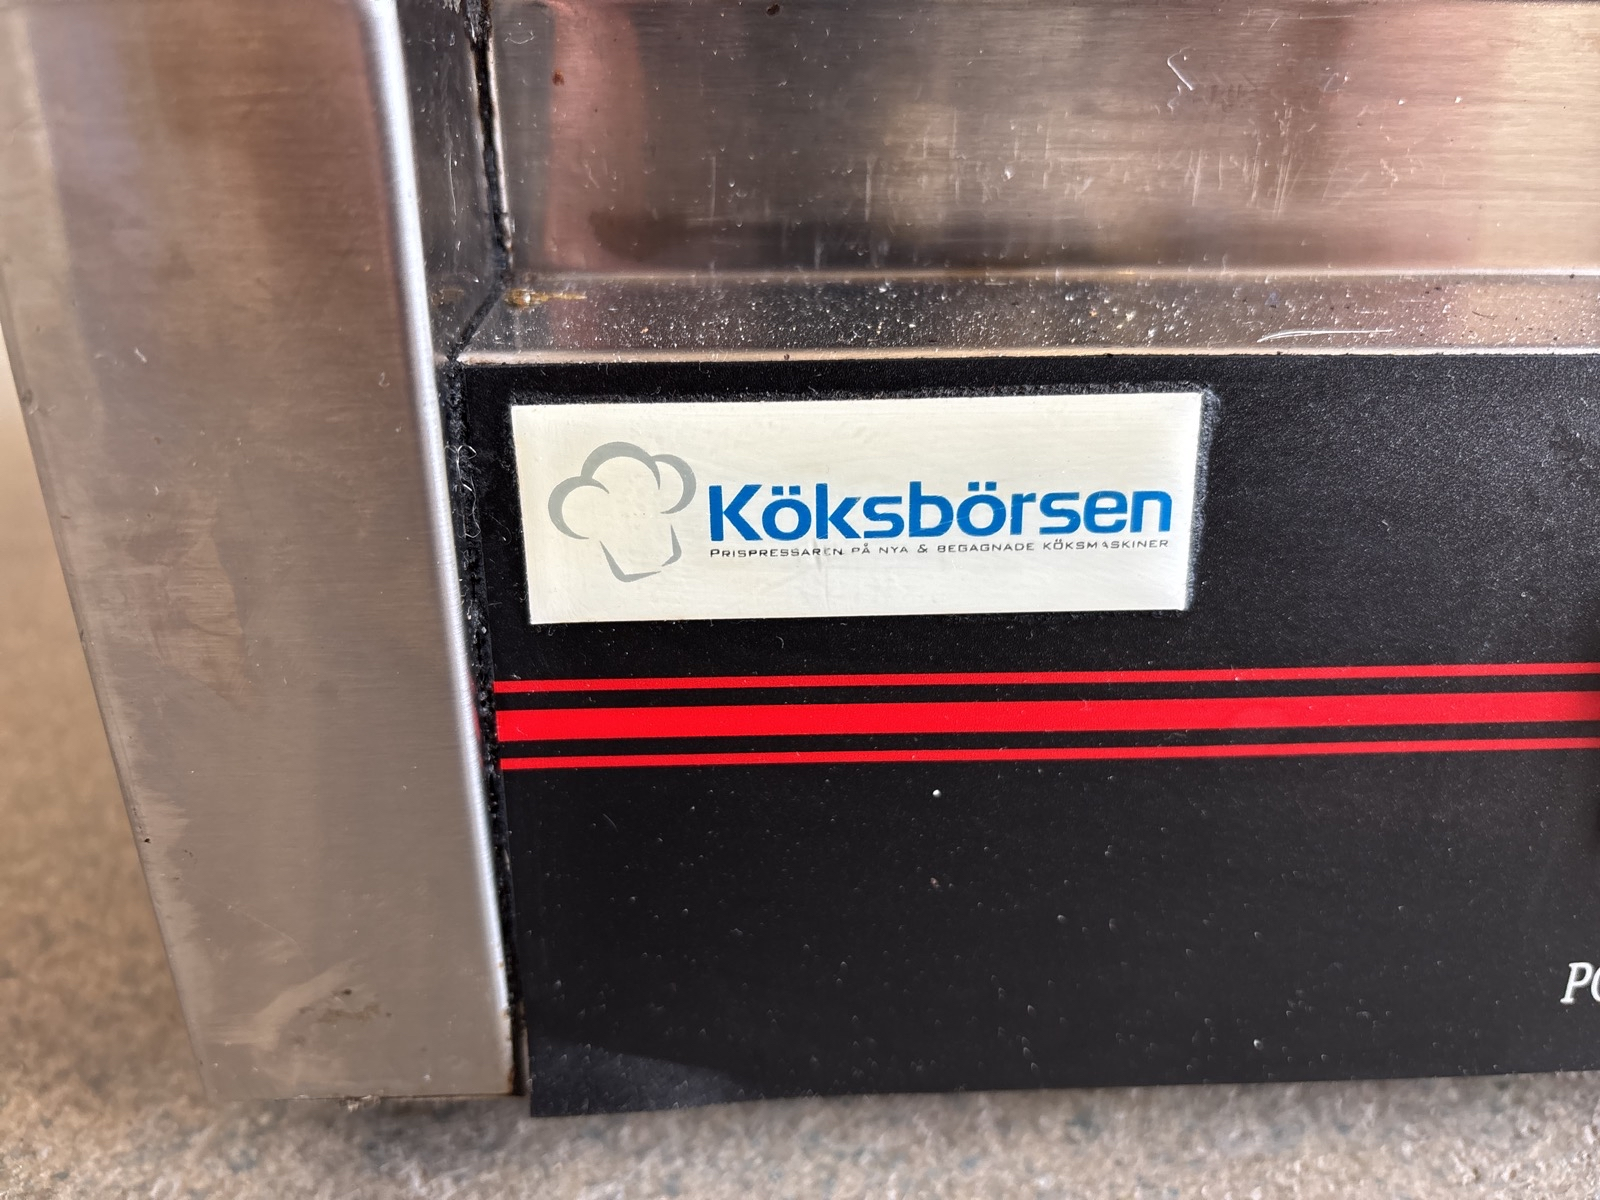 Köksbörsen
PRISPRESSAREN PÅ NYA & BEGAGNADE KÖKSMASKINER